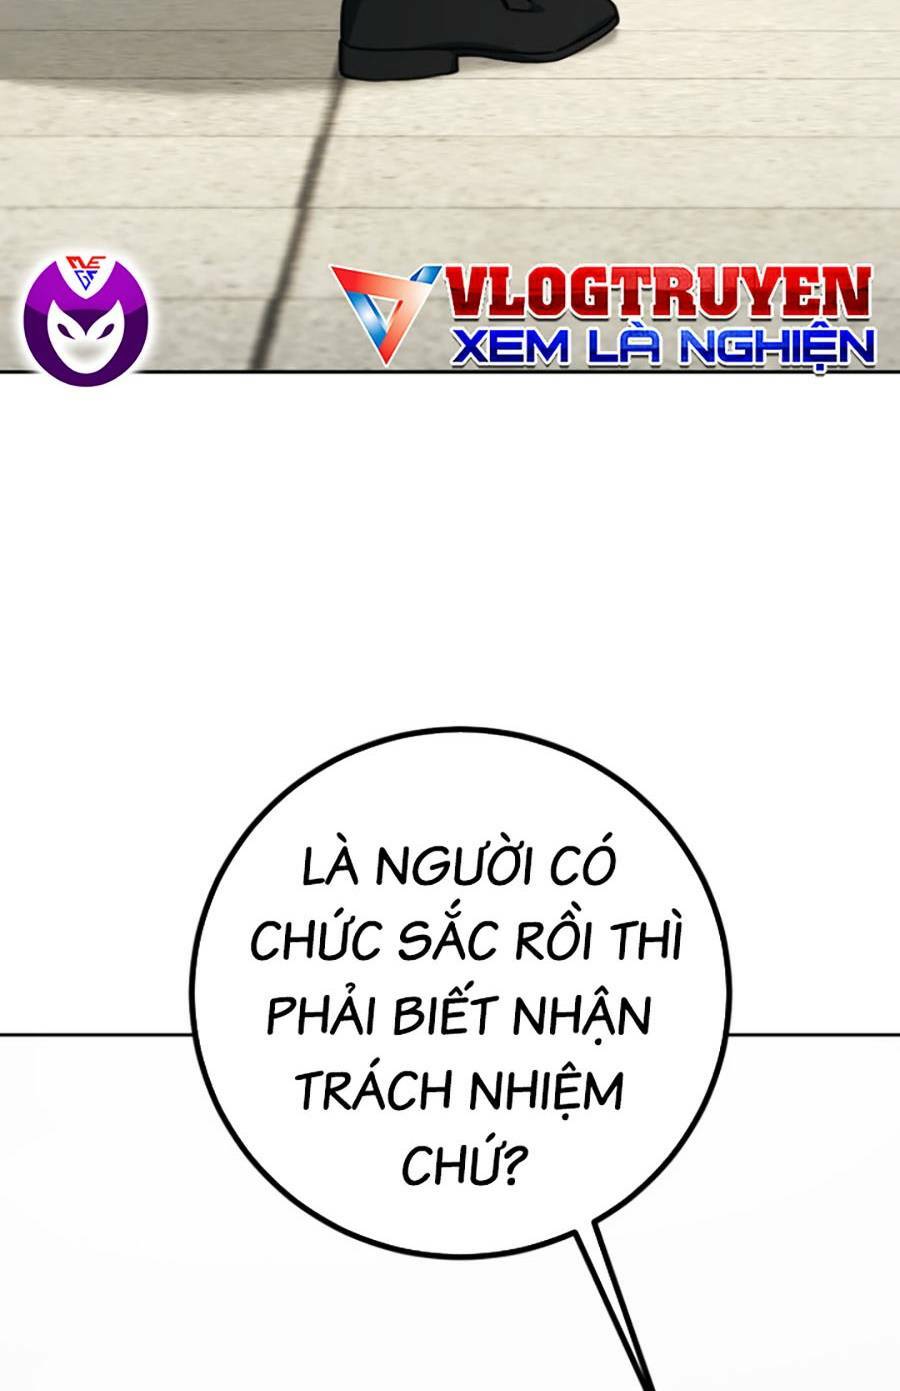 VLOGTRUYEN
XEM LÀ NGHIỆN
LÀ NGƯỜI CÓ
CHỨC SẮC RỒI THÌ
PHẢI BIẾT NHẬN
TRÁCH NHIỆM
CHỨ?